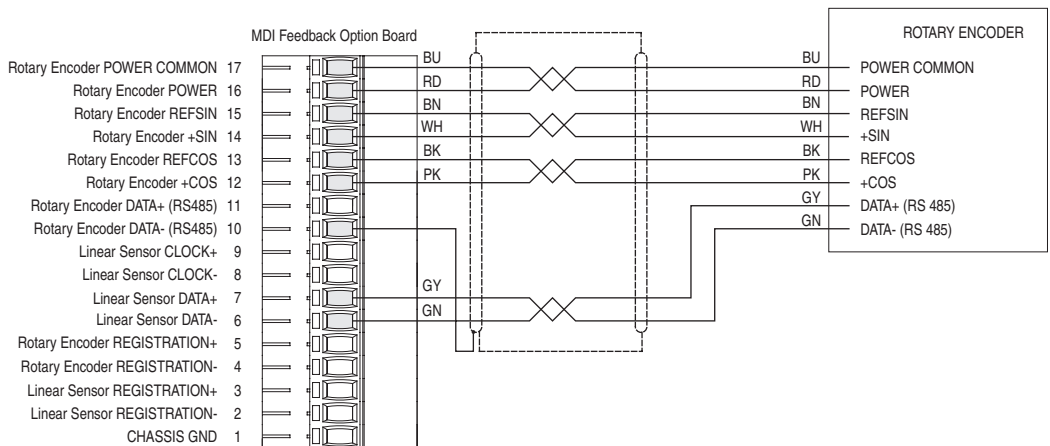 MDI Feedback Option Board
ROTARY ENCODER
Rotary Encoder POWER COMMON 17 BU BU POWER COMMON
Rotary Encoder POWER 16 RD RD POWER
Rotary Encoder REFSIN 15 BN BN REFSIN
Rotary Encoder +SIN 14 WH WH +SIN
Rotary Encoder REFCOS 13 BK BK REFCOS
Rotary Encoder +COS 12 PK PK +COS
Rotary Encoder DATA+ (RS485) 11 GY DATA+ (RS 485)
Rotary Encoder DATA- (RS485) 10 GN DATA- (RS 485)
Linear Sensor CLOCK+ 9
Linear Sensor CLOCK- 8
Linear Sensor DATA+ 7 GY
Linear Sensor DATA- 6 GN
Rotary Encoder REGISTRATION+ 5
Rotary Encoder REGISTRATION- 4
Linear Sensor REGISTRATION+ 3
Linear Sensor REGISTRATION- 2
CHASSIS GND 1